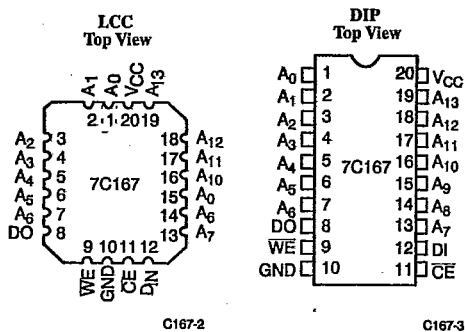 LCC
Top View
A1 A0 VCC A13
2 1 20 19
A2 3 18 A12
A3 4 17 A11
A4 5 7C167 16 A10
A5 6 15 A0
A6 7 14 A6
DO 8 13 A7
9 10 11 12
WE GND CE DIN
C167-2
DIP
Top View
A0 1 20 VCC
A1 2 19 A13
A2 3 18 A12
A3 4 17 A11
A4 5 7C167 16 A10
A5 6 15 A9
A6 7 14 A8
DO 8 13 A7
WE 9 12 DI
GND 10 11 CE
C167-3